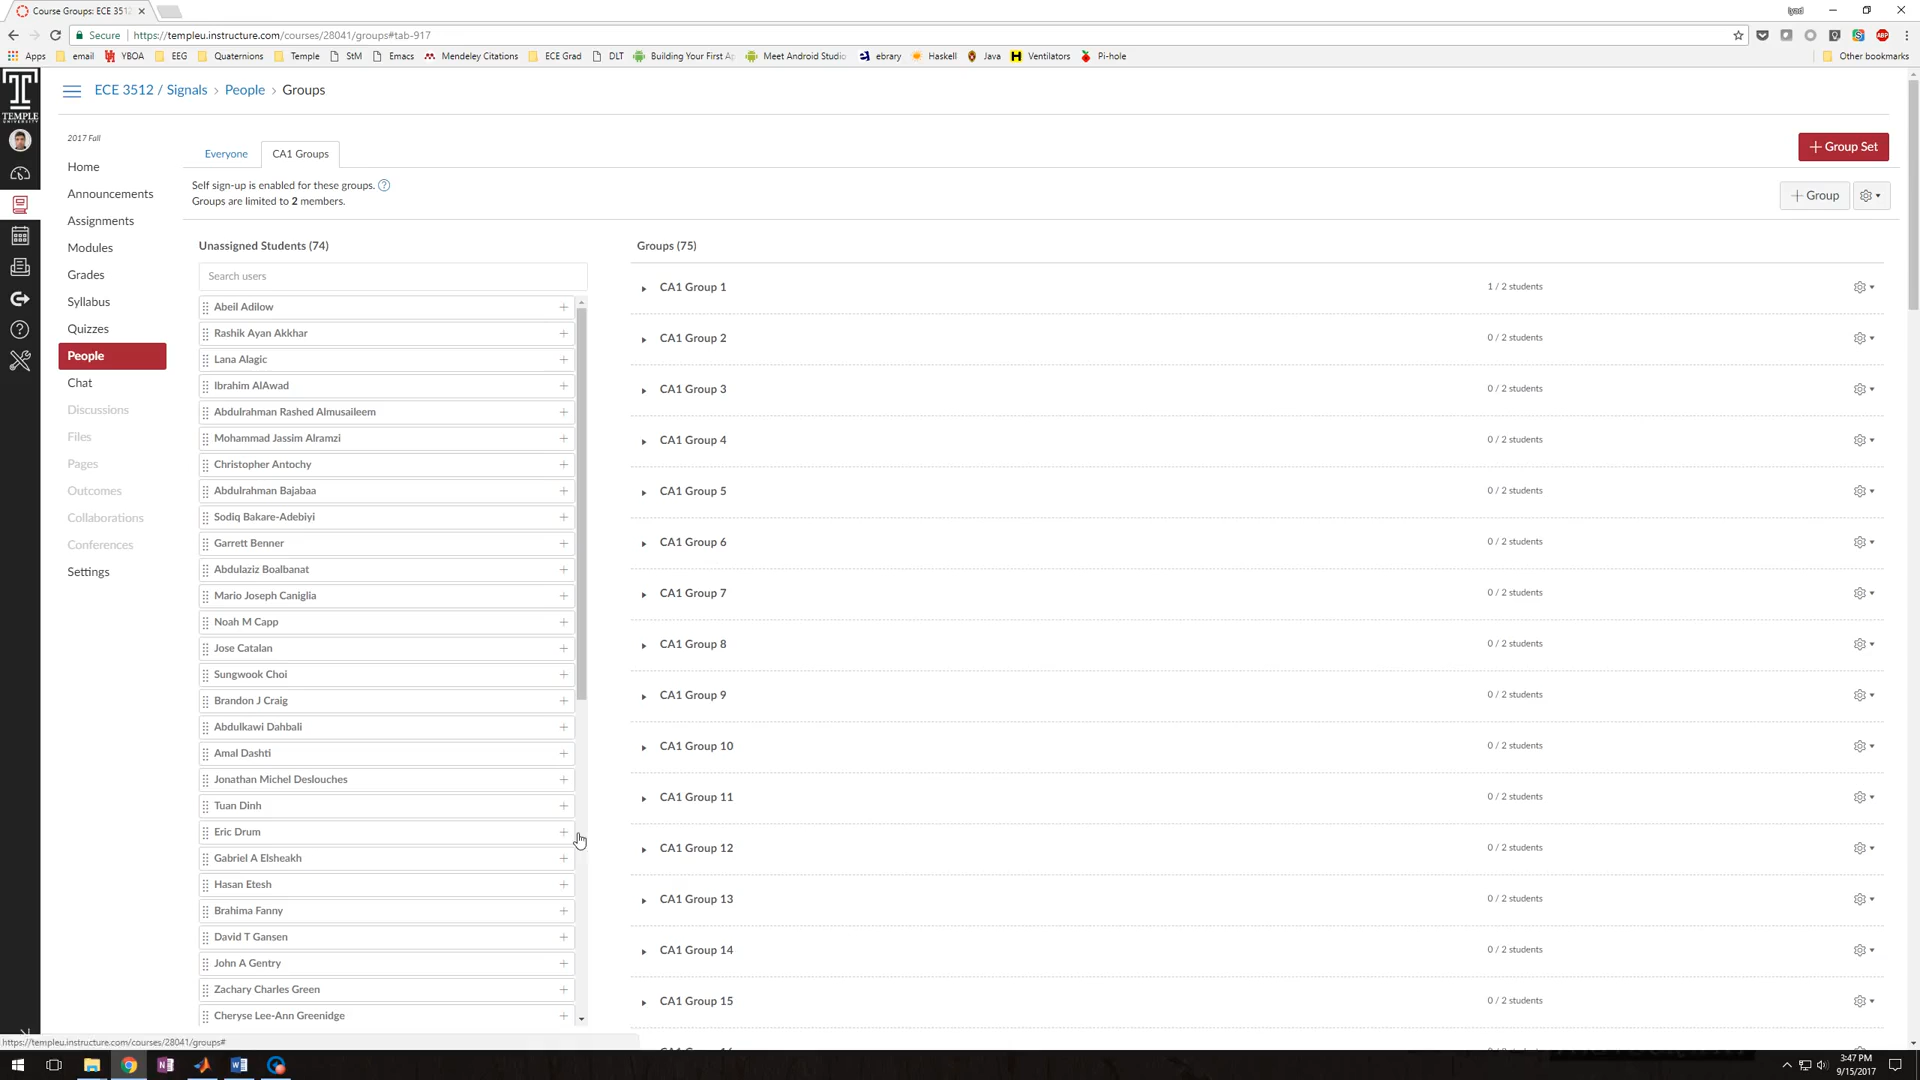 Course Groups: ECE 351
Iyad
Secure
https://templeu.instructure.com/courses/28041/groups#tab-917
Apps
email
YBOA
EEG
Quaternions
Temple
StM
Emacs
Mendeley Citations
ECE Grad
DLT
Building Your First Ap
Meet Android Studio
ebrary
Haskell
Java
Ventilators
Pi-hole
Other bookmarks
ECE 3512 / Signals › People › Groups
TEMPLE
UNIVERSITY
2017 Fall
Home
Announcements
Assignments
Modules
Grades
Syllabus
Quizzes
People
Chat
Discussions
Files
Pages
Outcomes
Collaborations
Conferences
Settings
Everyone
CA1 Groups
+ Group Set
Self sign-up is enabled for these groups.
Groups are limited to 2 members.
+ Group
Unassigned Students (74)
Search users
Abeil Adilow
Rashik Ayan Akkhar
Lana Alagic
Ibrahim AlAwad
Abdulrahman Rashed Almusaileem
Mohammad Jassim Alramzi
Christopher Antochy
Abdulrahman Bajabaa
Sodiq Bakare-Adebiyi
Garrett Benner
Abdulaziz Boalbanat
Mario Joseph Caniglia
Noah M Capp
Jose Catalan
Sungwook Choi
Brandon J Craig
Abdulkawi Dahbali
Amal Dashti
Jonathan Michel Deslouches
Tuan Dinh
Eric Drum
Gabriel A Elsheakh
Hasan Etesh
Brahima Fanny
David T Gansen
John A Gentry
Zachary Charles Green
Cheryse Lee-Ann Greenidge
Groups (75)
CA1 Group 1 1 / 2 students
CA1 Group 2 0 / 2 students
CA1 Group 3 0 / 2 students
CA1 Group 4 0 / 2 students
CA1 Group 5 0 / 2 students
CA1 Group 6 0 / 2 students
CA1 Group 7 0 / 2 students
CA1 Group 8 0 / 2 students
CA1 Group 9 0 / 2 students
CA1 Group 10 0 / 2 students
CA1 Group 11 0 / 2 students
CA1 Group 12 0 / 2 students
CA1 Group 13 0 / 2 students
CA1 Group 14 0 / 2 students
CA1 Group 15 0 / 2 students
https://templeu.instructure.com/courses/28041/groups#
3:47 PM
9/15/2017